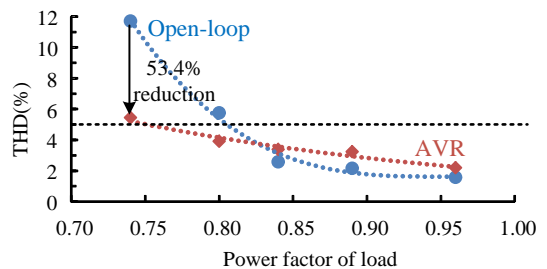 12
Open-loop
10
53.4%
8
reduction
6
4
AVR
2
0
THD(%)
0.70 0.75 0.80 0.85 0.90 0.95 1.00
Power factor of load